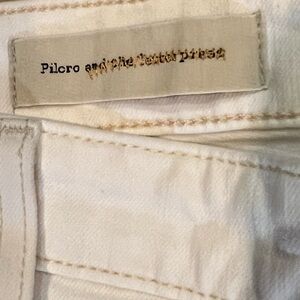 Pilcro and the letterpress